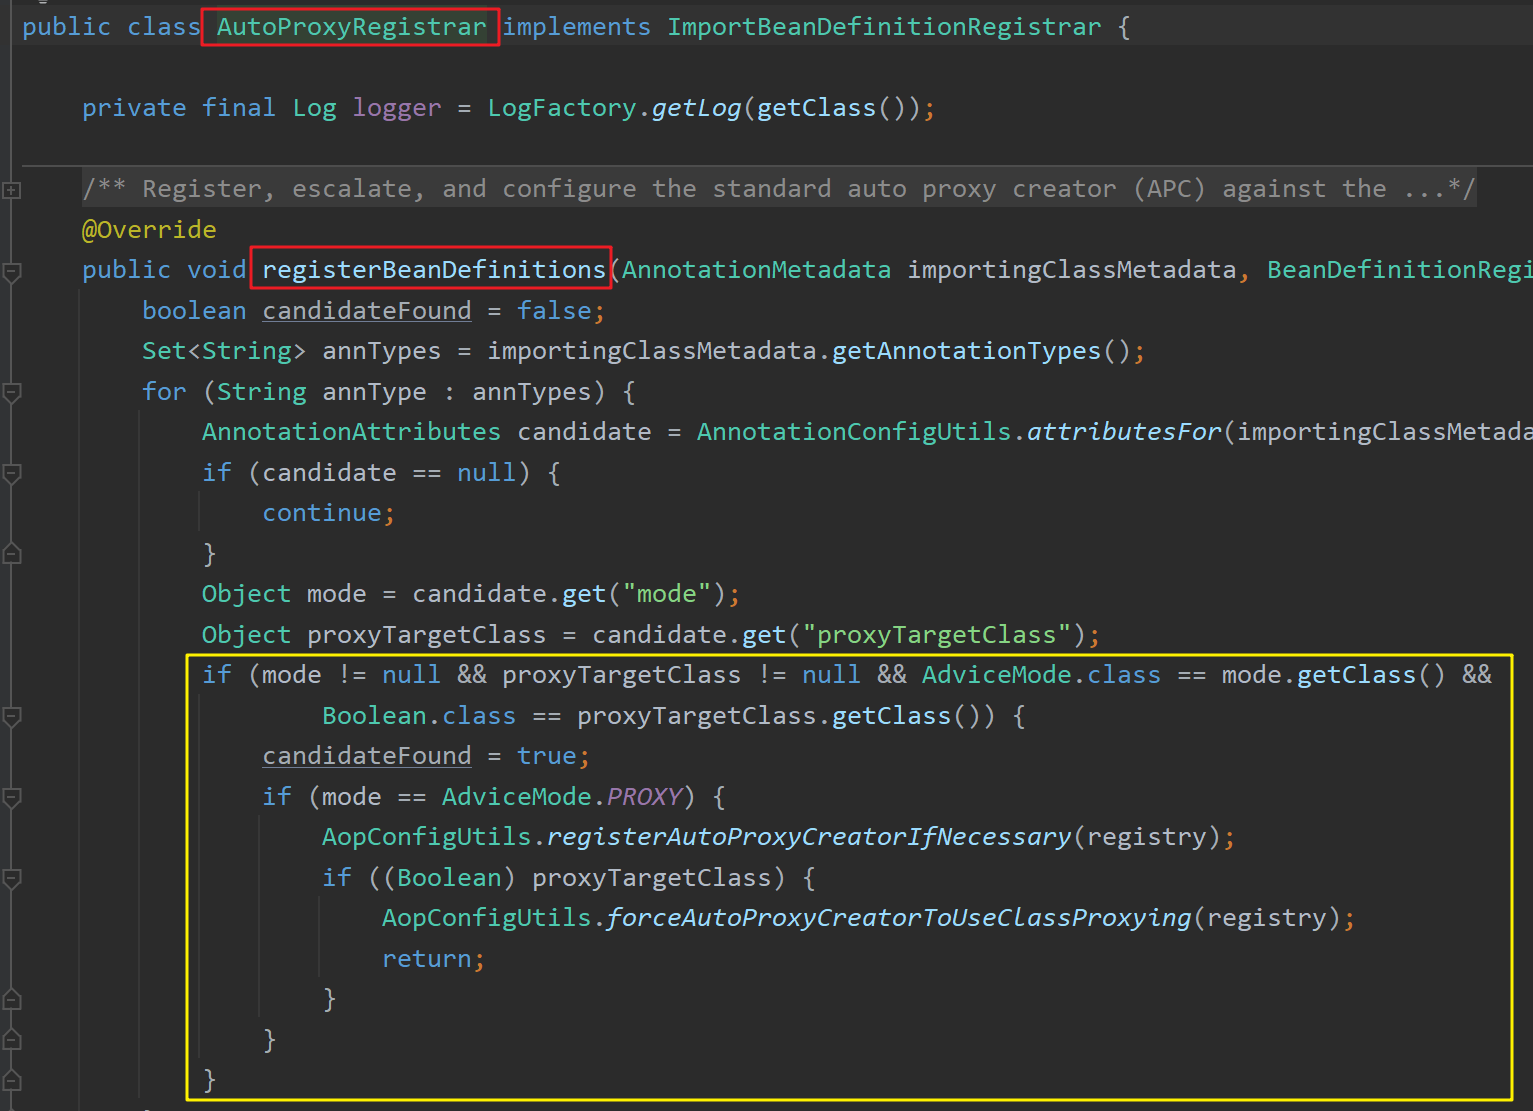 public class AutoProxyRegistrar implements ImportBeanDefinitionRegistrar {
private final Log logger = LogFactory.getLog(getClass());
/** Register, escalate, and configure the standard auto proxy creator (APC) against the ...*/
@Override
public void registerBeanDefinitions(AnnotationMetadata importingClassMetadata, BeanDefinitionRegi
boolean candidateFound = false;
Set<String> annTypes = importingClassMetadata.getAnnotationTypes();
for (String annType : annTypes) {
AnnotationAttributes candidate = AnnotationConfigUtils.attributesFor(importingClassMetada
if (candidate == null) {
continue;
}
Object mode = candidate.get("mode");
Object proxyTargetClass = candidate.get("proxyTargetClass");
if (mode != null && proxyTargetClass != null && AdviceMode.class == mode.getClass() &&
Boolean.class == proxyTargetClass.getClass()) {
candidateFound = true;
if (mode == AdviceMode.PROXY) {
AopConfigUtils.registerAutoProxyCreatorIfNecessary(registry);
if ((Boolean) proxyTargetClass) {
AopConfigUtils.forceAutoProxyCreatorToUseClassProxying(registry);
return;
}
}
}